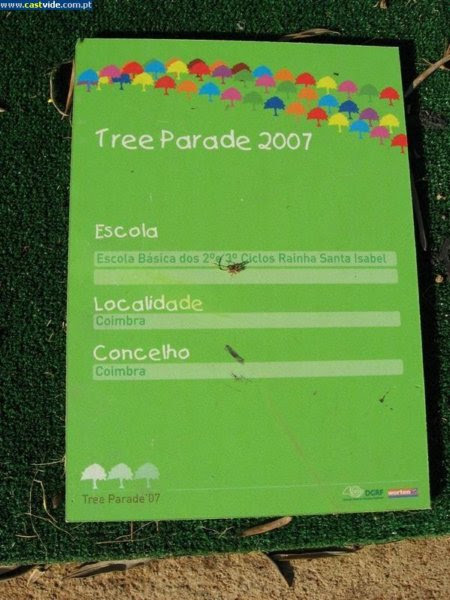 www.castvide.com.pt
Tree Parade 2007
Escola
Escola Básica dos 2º e 3º Ciclos Rainha Santa Isabel
Localidade
Coimbra
Concelho
Coimbra
Tree Parade'07
DGRF
worten